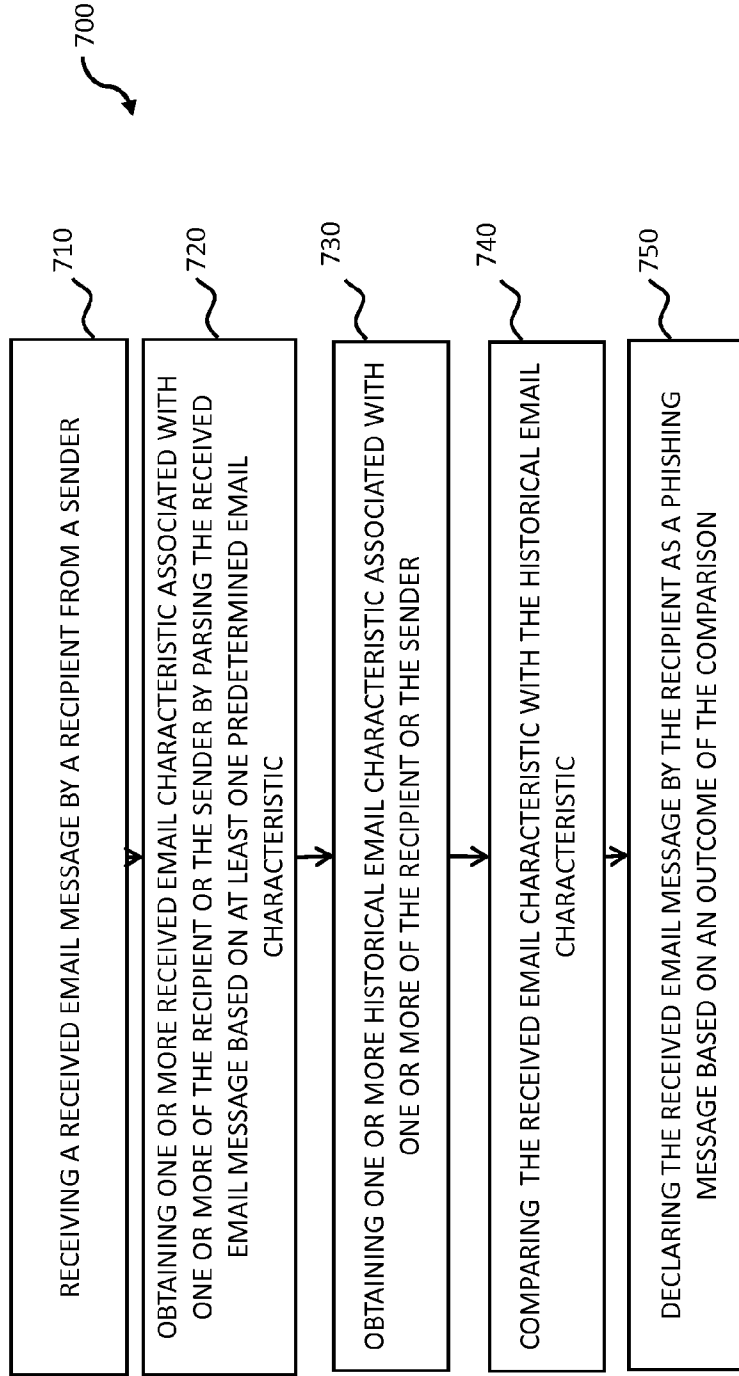 700
710
RECEIVING A RECEIVED EMAIL MESSAGE BY A RECIPIENT FROM A SENDER
720
OBTAINING ONE OR MORE RECEIVED EMAIL CHARACTERISTIC ASSOCIATED WITH
ONE OR MORE OF THE RECIPIENT OR THE SENDER BY PARSING THE RECEIVED
EMAIL MESSAGE BASED ON AT LEAST ONE PREDETERMINED EMAIL
CHARACTERISTIC
730
OBTAINING ONE OR MORE HISTORICAL EMAIL CHARACTERISTIC ASSOCIATED WITH
ONE OR MORE OF THE RECIPIENT OR THE SENDER
740
COMPARING THE RECEIVED EMAIL CHARACTERISTIC WITH THE HISTORICAL EMAIL
CHARACTERISTIC
750
DECLARING THE RECEIVED EMAIL MESSAGE BY THE RECIPIENT AS A PHISHING
MESSAGE BASED ON AN OUTCOME OF THE COMPARISON